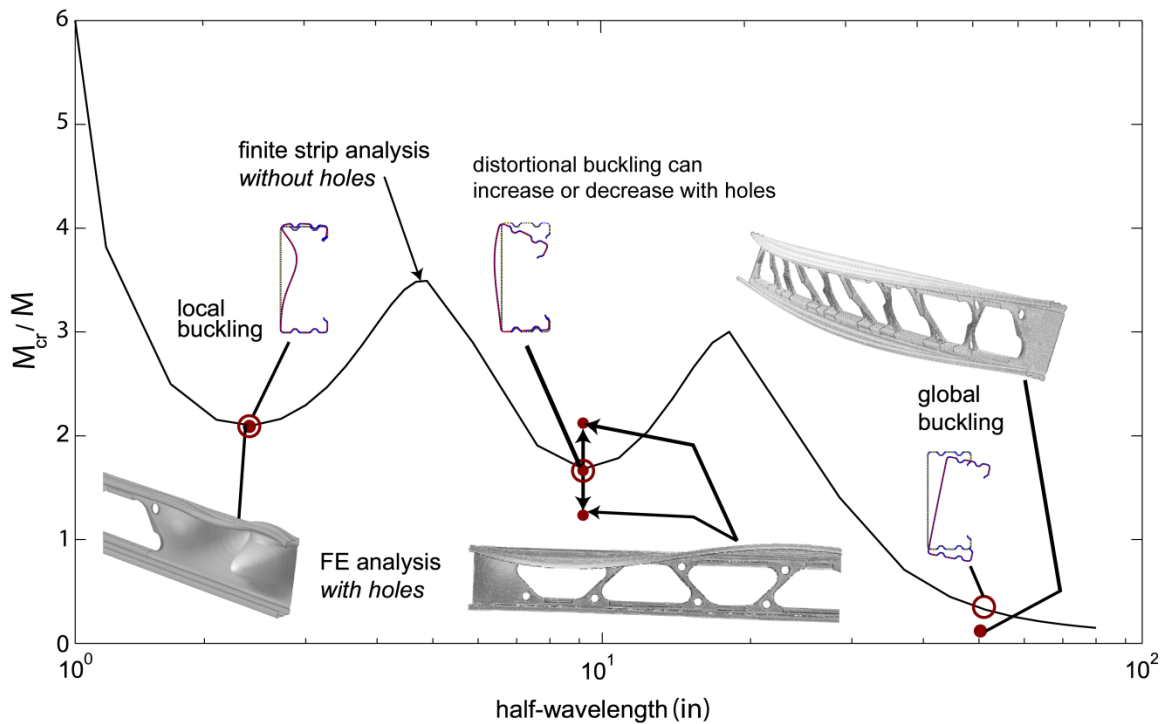 6
5
4
3
2
1
0
M_cr / M
finite strip analysis
without holes
distortional buckling can
increase or decrease with holes
local
buckling
global
buckling
FE analysis
with holes
10^0
10^1
10^2
half-wavelength (in)